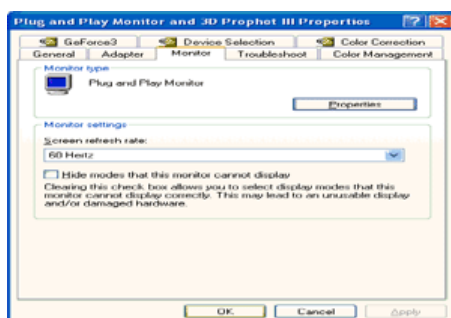 Plug and Play Monitor and 3D Prophet III Properties
GeForce3 Device Selection Color Correction
General Adapter Monitor Troubleshoot Color Management
Monitor type
Plug and Play Monitor
Properties
Monitor settings
Screen refresh rate:
60 Hertz
Hide modes that this monitor cannot display
Clearing this check box allows you to select display modes that this
monitor cannot display correctly. This may lead to an unusable display
and/or damaged hardware.
OK Cancel Apply